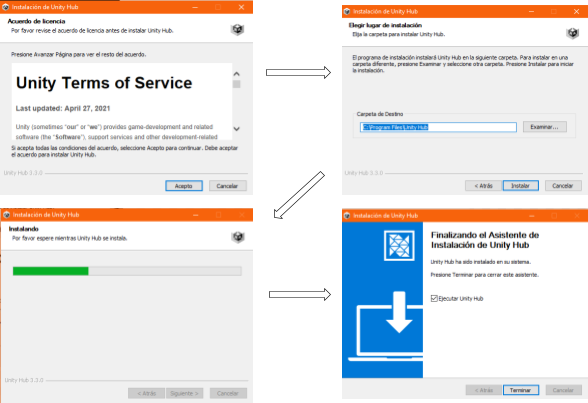 Instalación de Unity Hub
Acuerdo de licencia
Por favor revise el acuerdo de licencia antes de instalar Unity Hub.
Presione Avanzar Página para ver el resto del acuerdo.
Unity Terms of Service
Last updated: April 27, 2021
Unity (sometimes "our" or "we") provides game-development and related
software (the "Software"), support services and other development-related
Si acepta todas las condiciones del acuerdo, seleccione Acepto para continuar. Debe aceptar
el acuerdo para instalar Unity Hub.
Unity Hub 3.3.0
Acepto
Cancelar
Instalación de Unity Hub
Elegir lugar de instalación
Elija la carpeta para instalar Unity Hub.
El programa de instalación instalará Unity Hub en la siguiente carpeta. Para instalar en una
carpeta diferente, presione Examinar y seleccione otra carpeta. Presione Instalar para iniciar
la instalación.
Carpeta de Destino
C:\Program Files\Unity Hub
Examinar...
Unity Hub 3.3.0
< Atrás
Instalar
Cancelar
Instalación de Unity Hub
Instalando
Por favor espere mientras Unity Hub se instala.
Unity Hub 3.3.0
< Atrás
Siguiente >
Cancelar
Instalación de Unity Hub
Finalizando el Asistente de
Instalación de Unity Hub
Unity Hub ha sido instalado en su sistema.
Presione Terminar para cerrar este asistente.
Ejecutar Unity Hub
< Atrás
Terminar
Cancelar